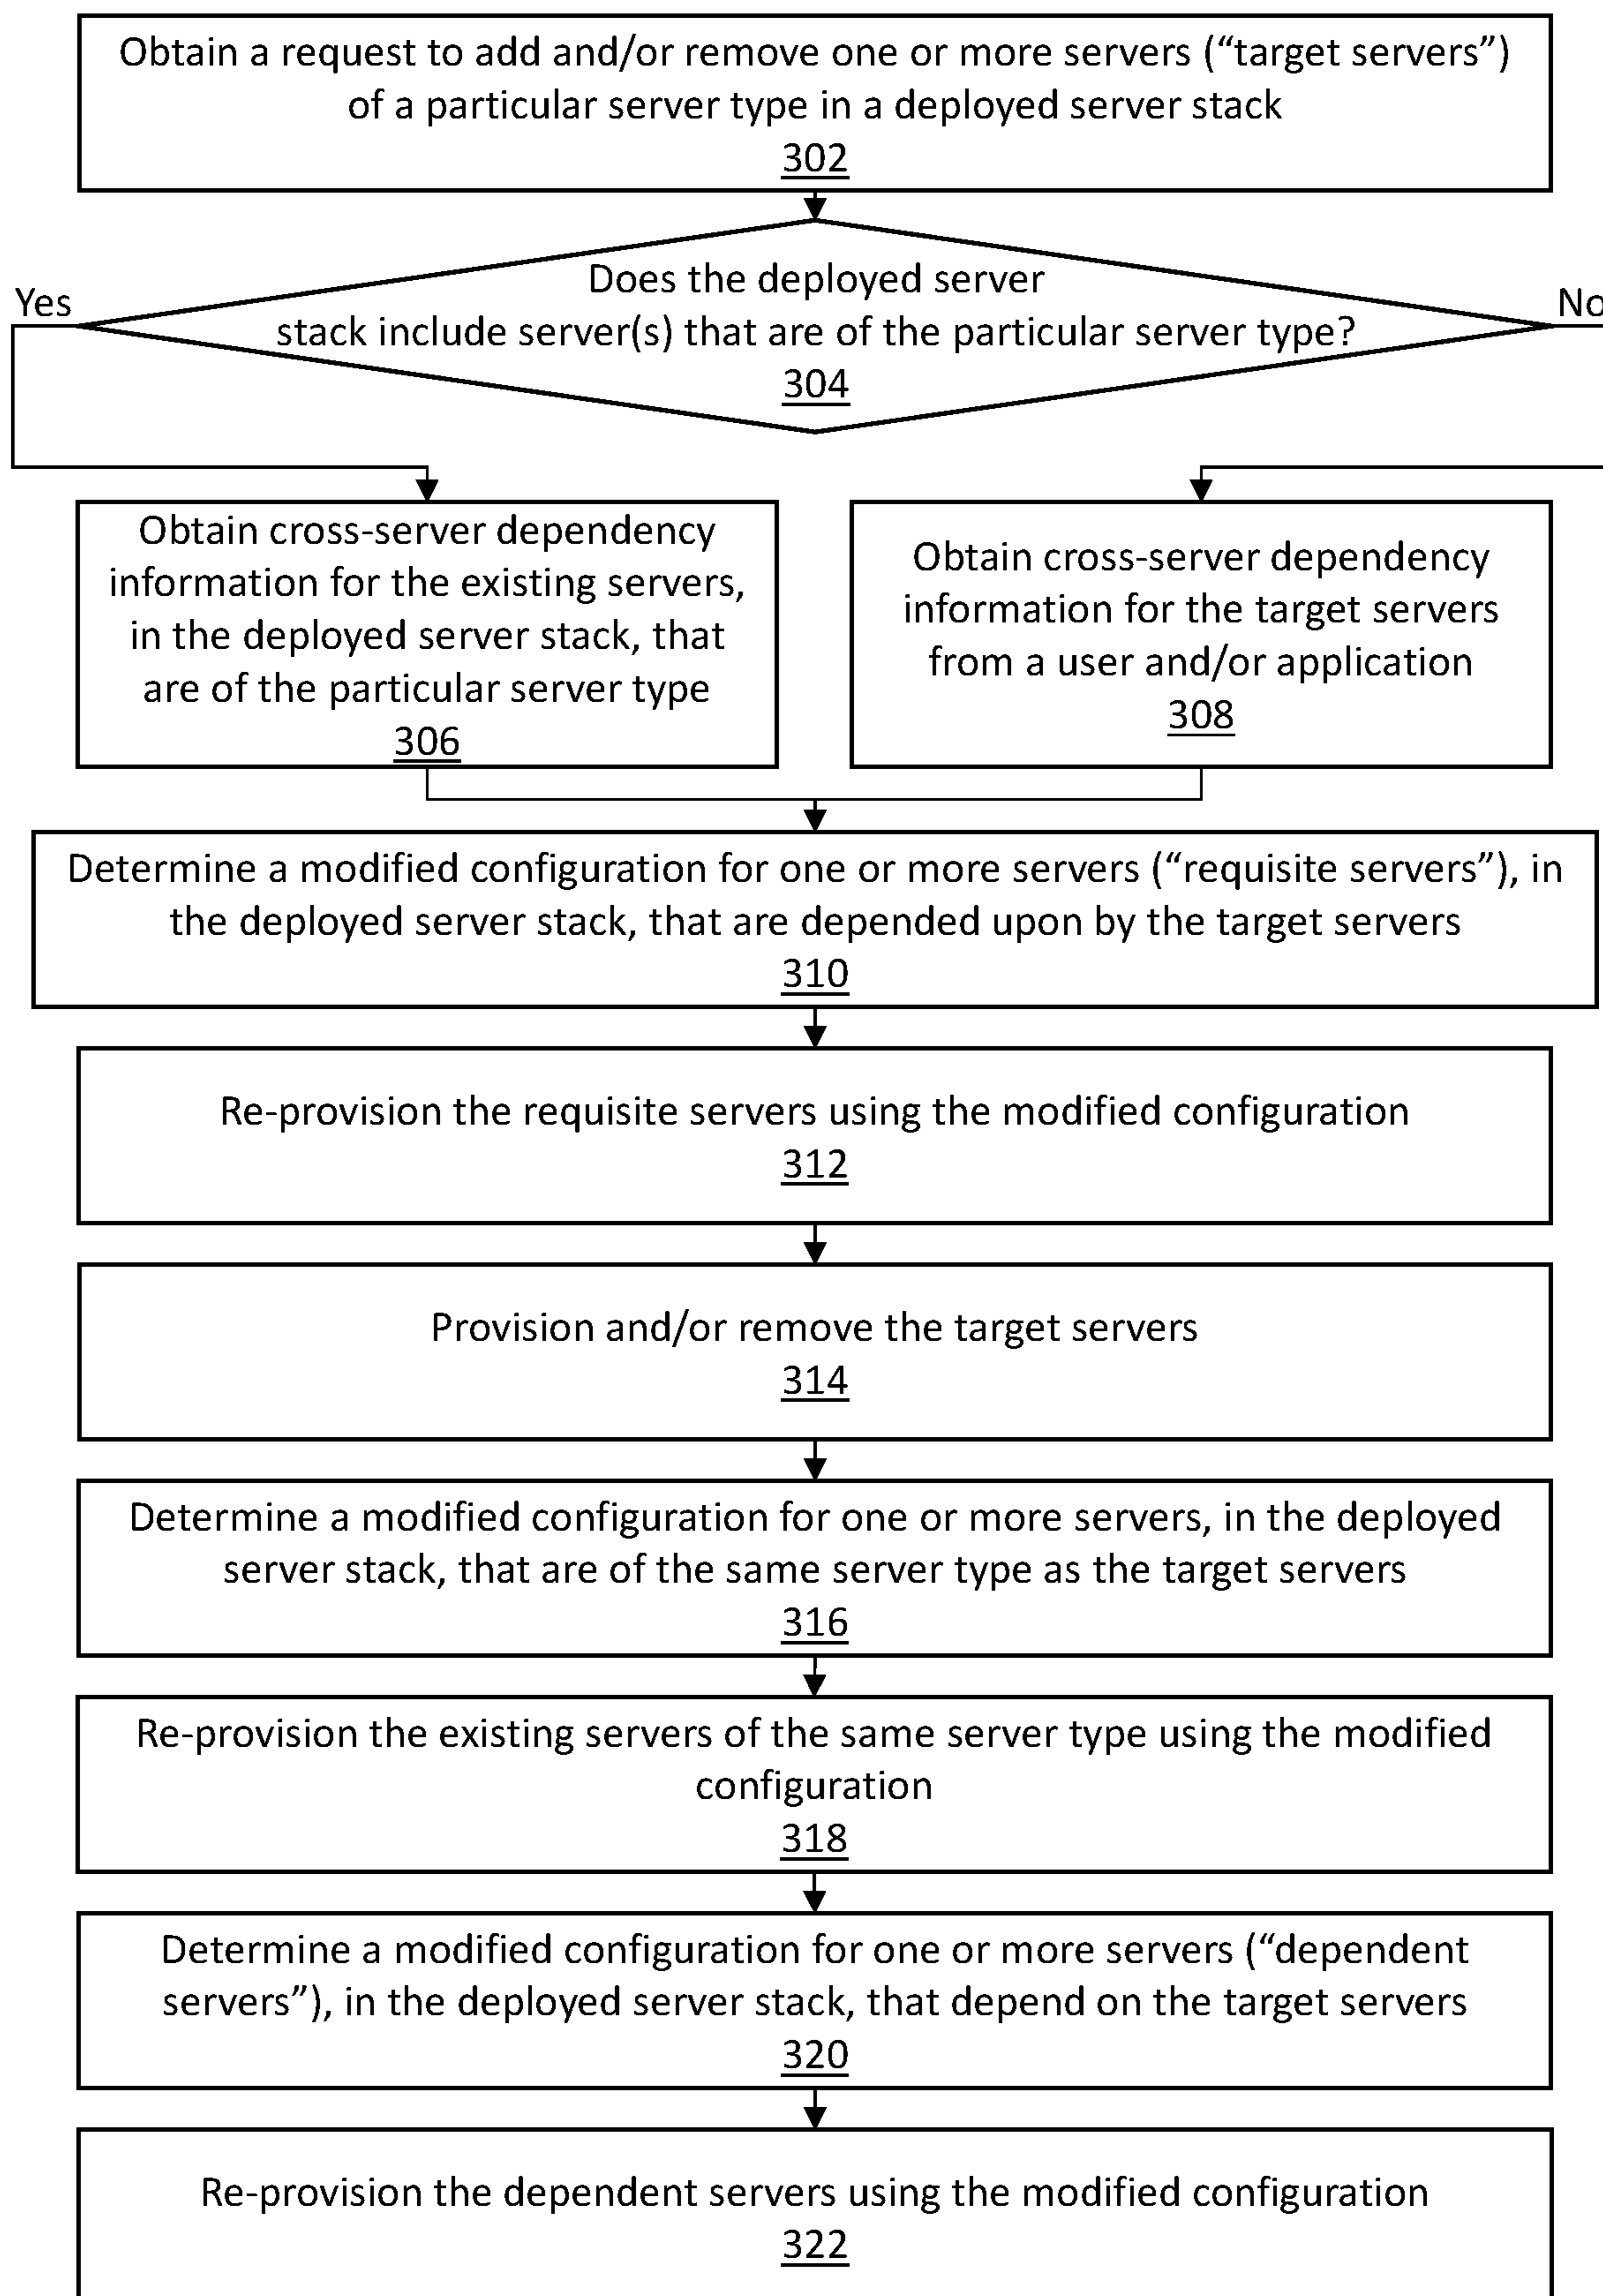 Obtain a request to add and/or remove one or more servers (“target servers”)
of a particular server type in a deployed server stack
302
Does the deployed server
stack include server(s) that are of the particular server type?
304
Yes
No
Obtain cross-server dependency
information for the existing servers,
in the deployed server stack, that
are of the particular server type
306
Obtain cross-server dependency
information for the target servers
from a user and/or application
308
Determine a modified configuration for one or more servers (“requisite servers”), in
the deployed server stack, that are depended upon by the target servers
310
Re-provision the requisite servers using the modified configuration
312
Provision and/or remove the target servers
314
Determine a modified configuration for one or more servers, in the deployed
server stack, that are of the same server type as the target servers
316
Re-provision the existing servers of the same server type using the modified
configuration
318
Determine a modified configuration for one or more servers (“dependent
servers”), in the deployed server stack, that depend on the target servers
320
Re-provision the dependent servers using the modified configuration
322